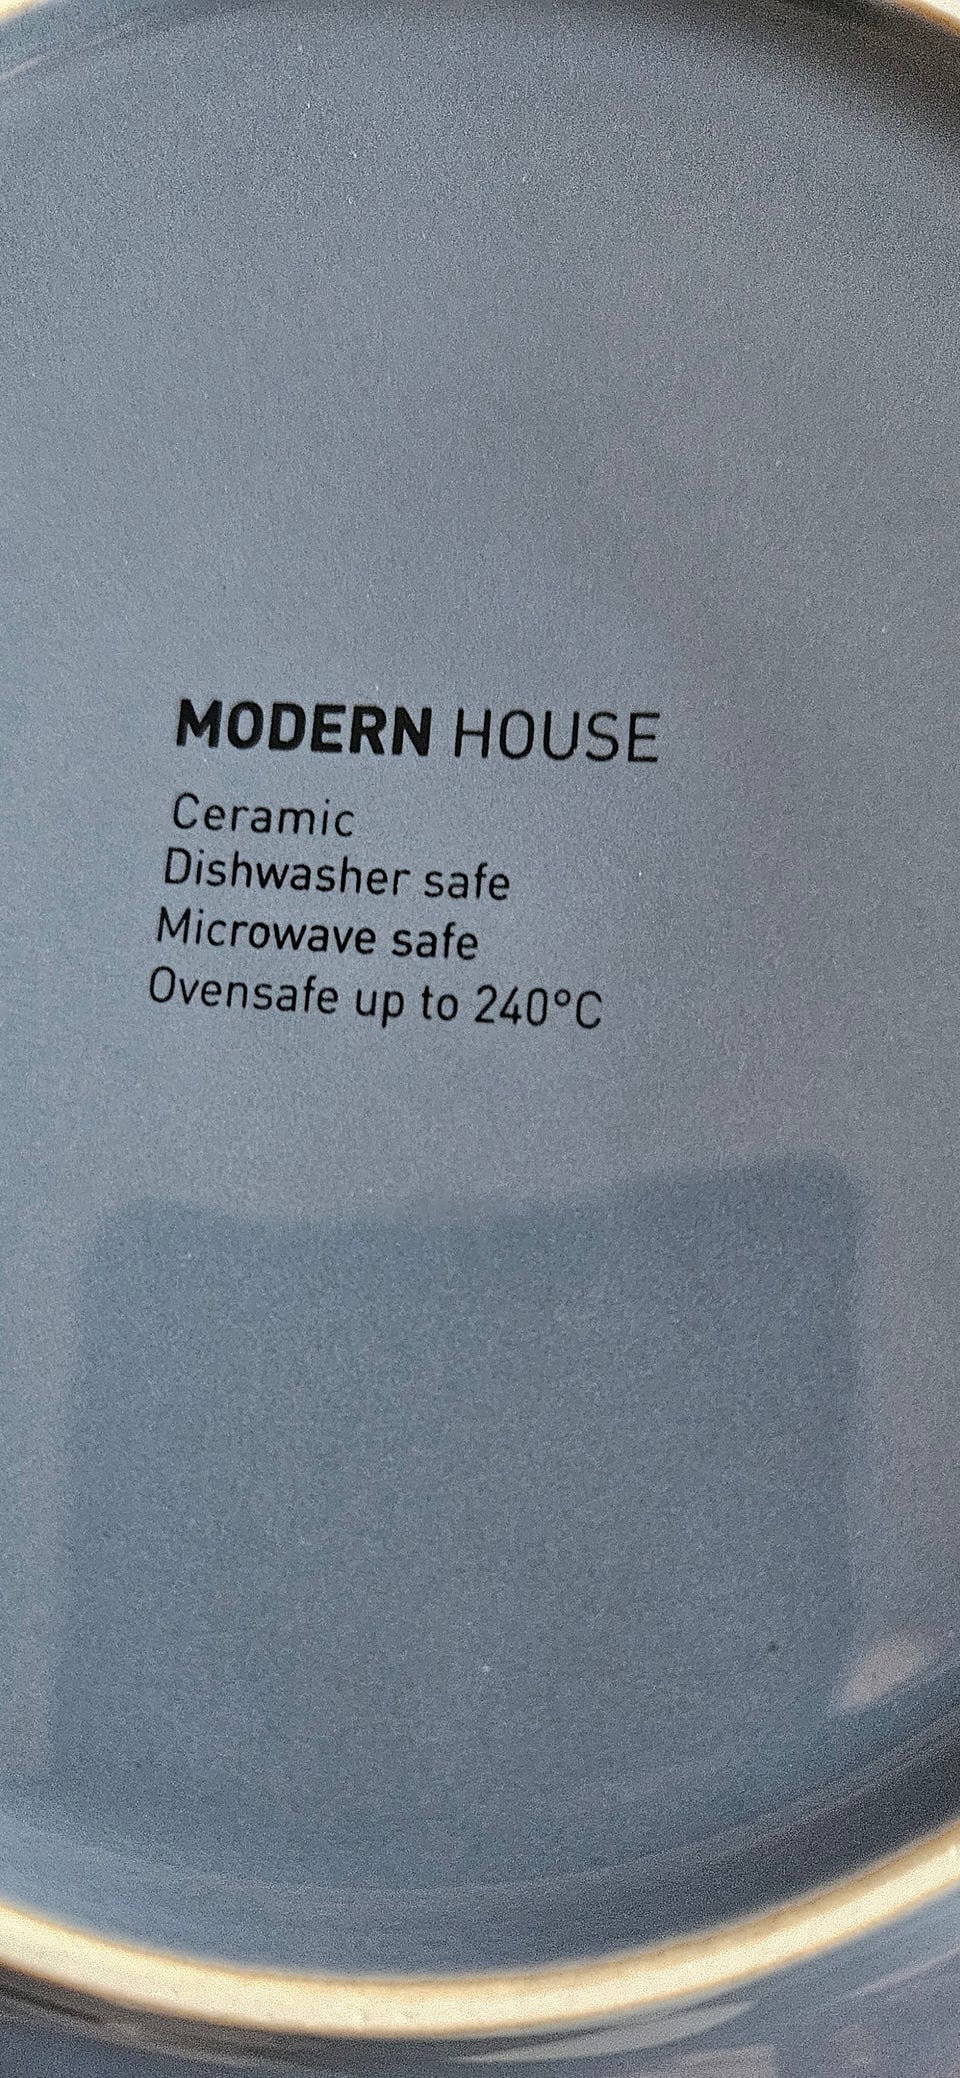 MODERN HOUSE
Ceramic
Dishwasher safe
Microwave safe
Ovensafe up to 240°C